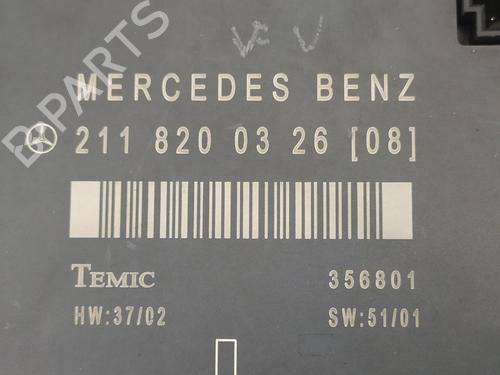 B-PARTS
MERCEDES BENZ
211 820 03 26 [08]
TEMIC 356801
HW:37/02 SW:51/01